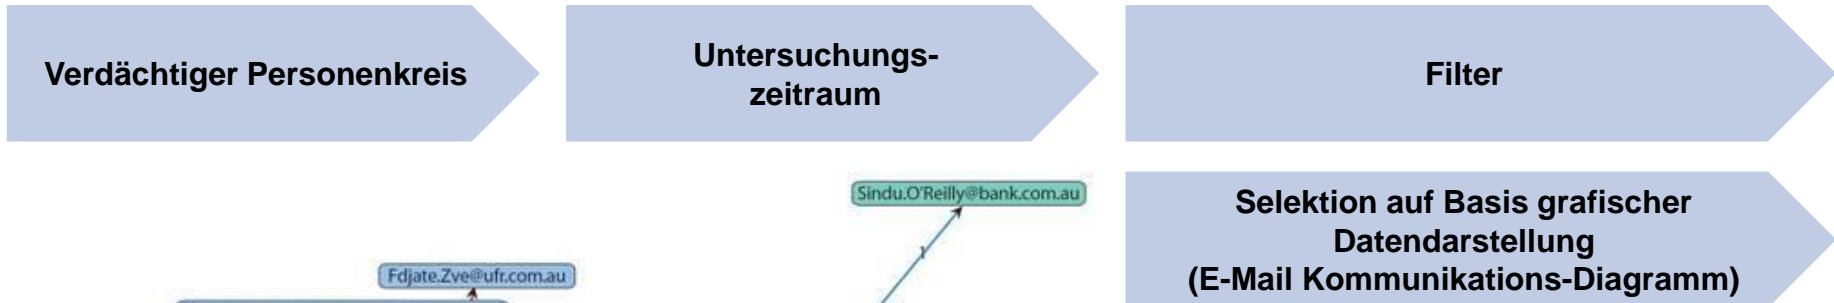 Verdächtiger Personenkreis
Untersuchungs-
zeitraum
Filter
Sindu.O'Reilly@bank.com.au
Selektion auf Basis grafischer
Datendarstellung
(E-Mail Kommunikations-Diagramm)
1
Fdjate.Zve@ufr.com.au